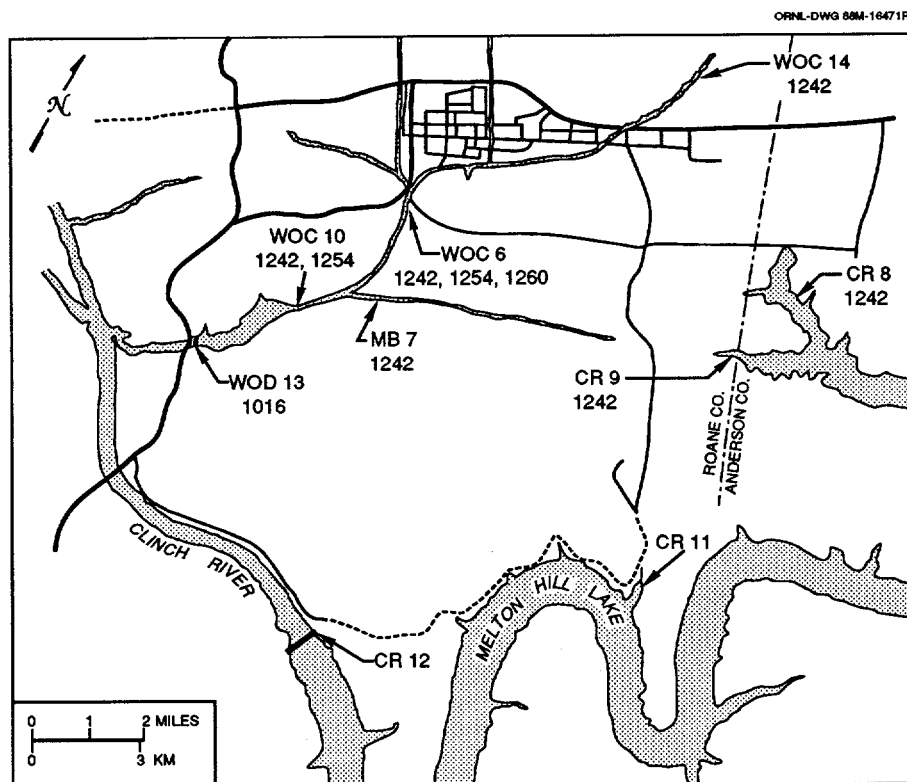 ORNL-DWG 88M-16471R
N
WOC 14
1242
WOC 10
1242, 1254
WOC 6
1242, 1254, 1260
CR 8
1242
MB 7
1242
WOD 13
1016
CR 9
1242
ROANE CO.
ANDERSON CO.
CLINCH
RIVER
CR 11
MELTON HILL LAKE
CR 12
0 1 2 MILES
0 3 KM